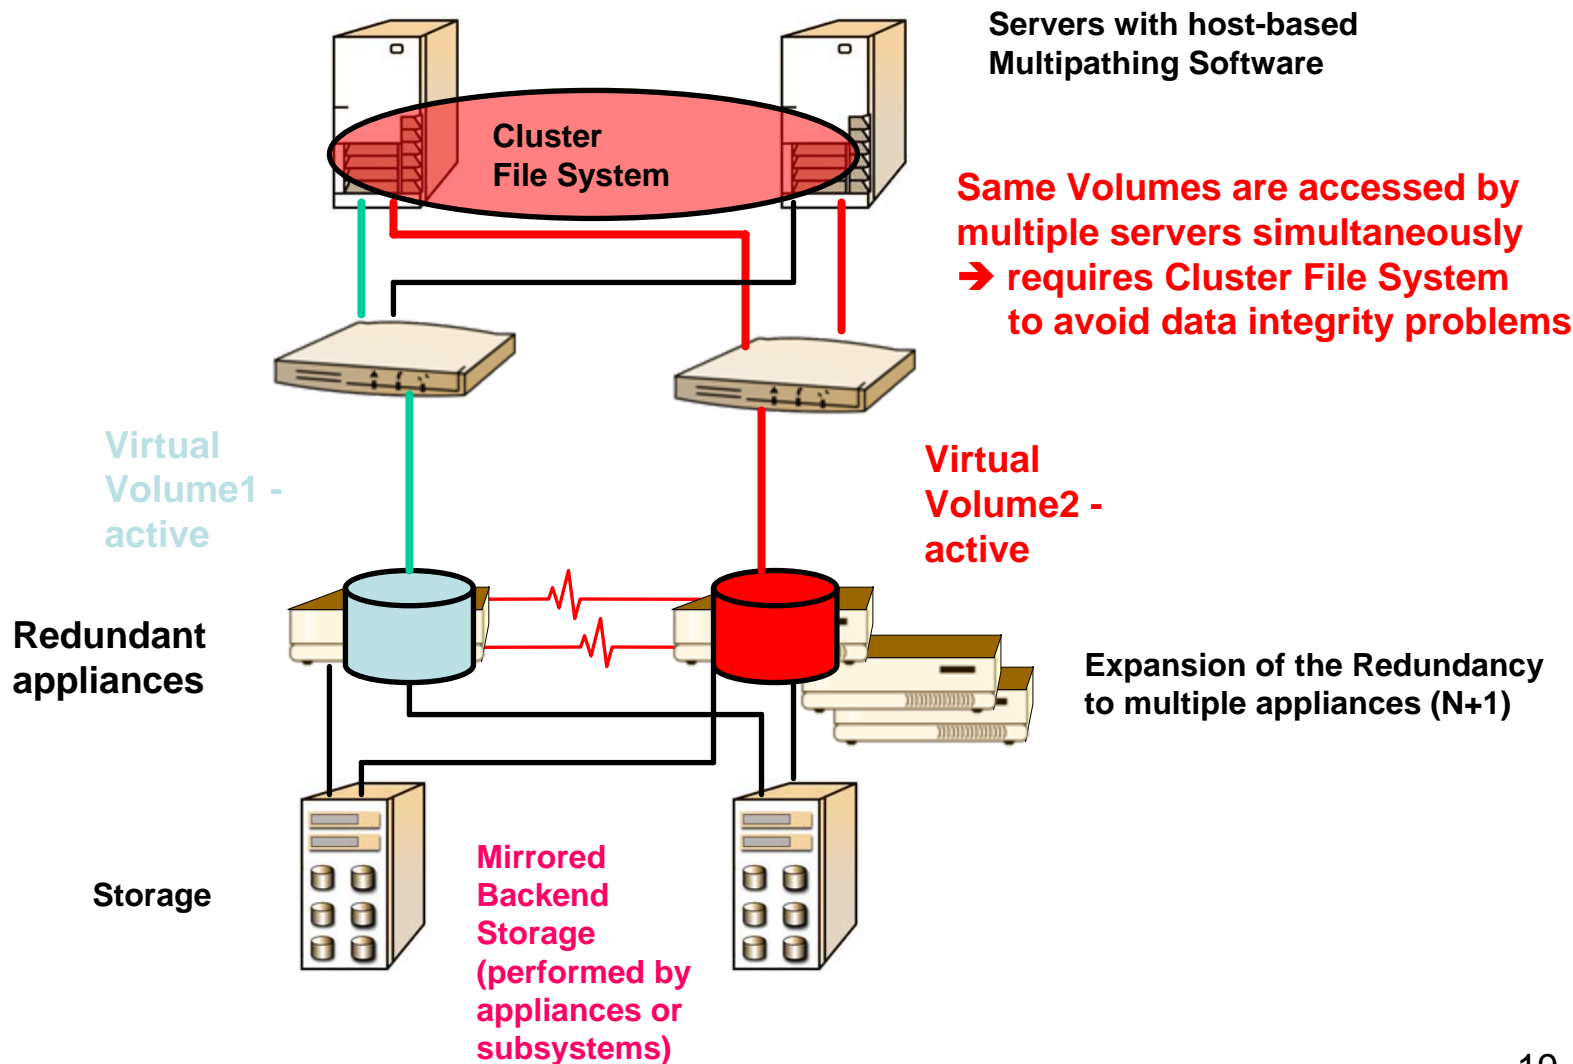 Servers with host-based
Multipathing Software
Cluster
File System
Same Volumes are accessed by
multiple servers simultaneously
➔ requires Cluster File System
to avoid data integrity problems
Virtual
Volume1 -
active
Virtual
Volume2 -
active
Redundant
appliances
Expansion of the Redundancy
to multiple appliances (N+1)
Storage
Mirrored
Backend
Storage
(performed by
appliances or
subsystems)